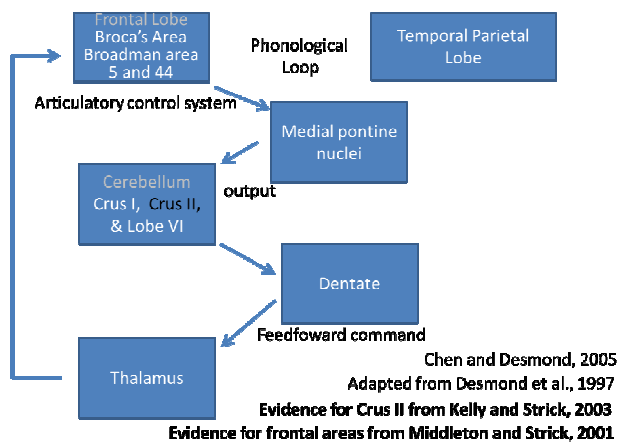 Frontal Lobe
Broca's Area
Broadman area
5 and 44
Phonological
Loop
Temporal Parietal
Lobe
Articulatory control system
Medial pontine
nuclei
Cerebellum
Crus I, Crus II,
& Lobe VI
output
Dentate
Feedfoward command
Thalamus
Chen and Desmond, 2005
Adapted from Desmond et al., 1997
Evidence for Crus II from Kelly and Strick, 2003
Evidence for frontal areas from Middleton and Strick, 2001